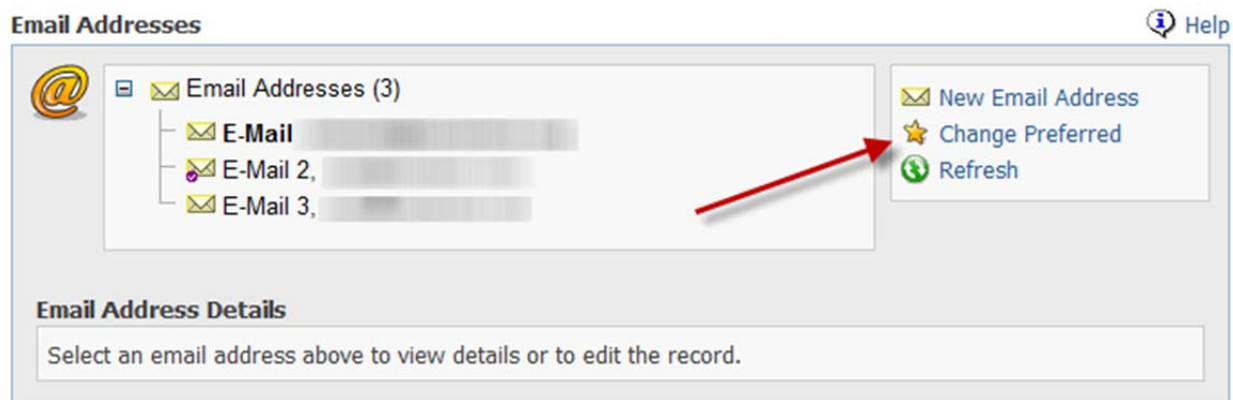 Email Addresses
Help
Email Addresses (3)
E-Mail
E-Mail 2,
E-Mail 3,
New Email Address
Change Preferred
Refresh
Email Address Details
Select an email address above to view details or to edit the record.